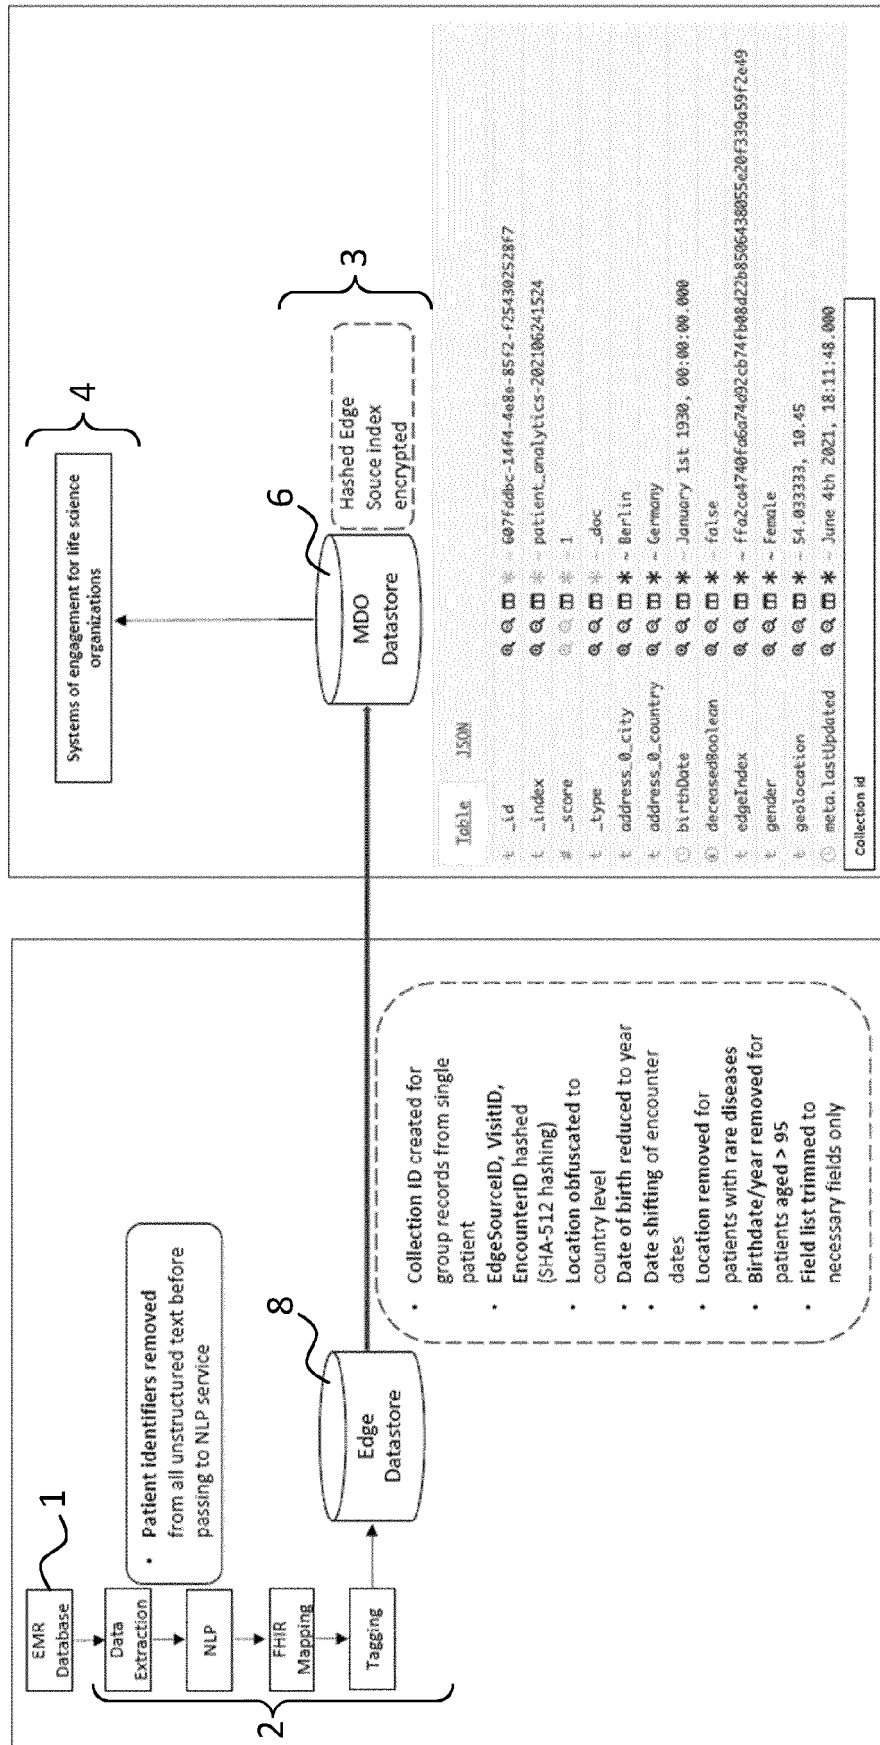 EMR
Database
1
Data
Extraction
NLP
FHIR
Mapping
Tagging
2
• Patient identifiers removed
from all unstructured text before
passing to NLP service
Edge
Datastore
8
• Collection ID created for
group records from single
patient
• EdgeSourceID, VisitID,
EncounterID hashed
(SHA-512 hashing)
• Location obfuscated to
country level
• Date of birth reduced to year
• Date shifting of encounter
dates
• Location removed for
patients with rare diseases
• Birthdate/year removed for
patients aged > 95
• Field list trimmed to
necessary fields only
Systems of engagement for life science
organizations
4
MDO
Datastore
6
Hashed Edge
Souce index
encrypted
3
Table JSON
t _id 607faddbc-14f4-4e8e-85f2-f254302528f7
t _index patient_analytics-202106241524
# _score 1
t _type _doc
t address_0_city Berlin
t address_0_country Germany
birthDate January 1st 1930, 00:00:00.000
deceasedBoolean false
t edgeIndex ffa2ca4740fa6a74d92cb74fb08d22b8506438055e20f339a59f2e49
t gender Female
t geolocation 54.033333, 10.45
meta.lastUpdated June 4th 2021, 18:11:48.000
Collection id